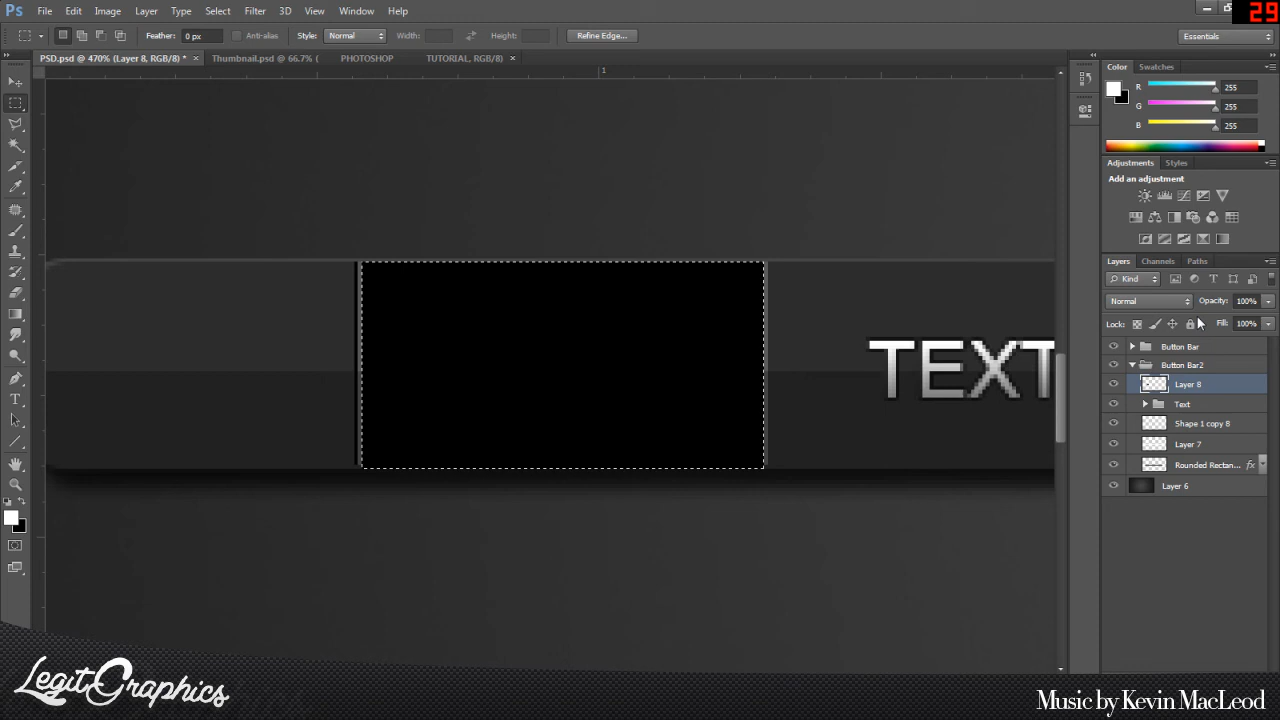 Ps File Edit Image Layer Type Select Filter 3D View Window Help
29
Feather: 0 px Anti-alias Style: Normal Width: Height: Refine Edge... Essentials
PSD.psd @ 470% (Layer 8, RGB/8) * × Thumbnail.psd @ 66.7% ( PHOTOSHOP TUTORIAL, RGB/8) ×
1
Color Swatches
R 255
G 255
B 255
Adjustments Styles
Add an adjustment
Layers Channels Paths
Kind
Normal Opacity: 100%
Lock: Fill: 100%
Button Bar
Button Bar2
Layer 8
Text
Shape 1 copy 8
Layer 7
Rounded Rectan... fx
Layer 6
TEXT
LegitGraphics
Music by Kevin MacLeod